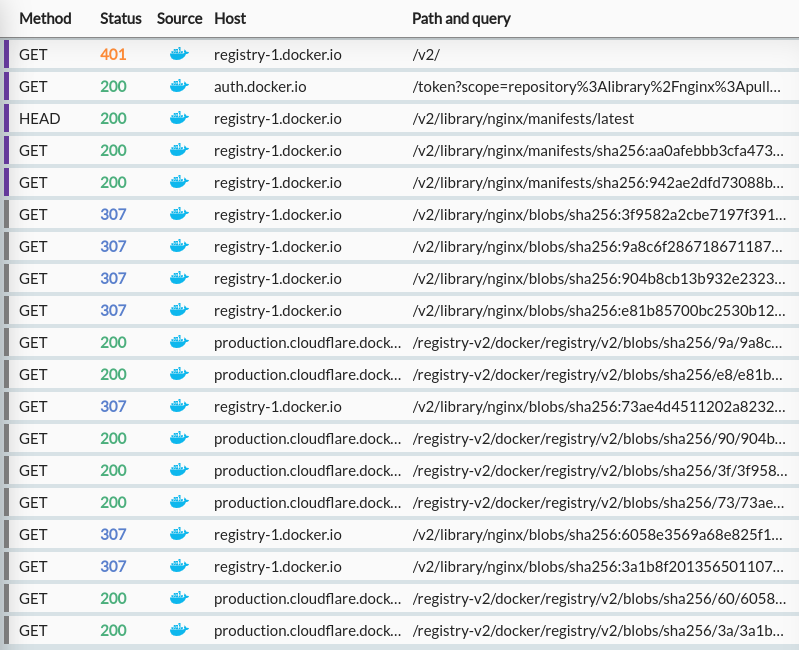 Method Status Source Host Path and query
GET 401 registry-1.docker.io /v2/
GET 200 auth.docker.io /token?scope=repository%3Alibrary%2Fnginx%3Apull...
HEAD 200 registry-1.docker.io /v2/library/nginx/manifests/latest
GET 200 registry-1.docker.io /v2/library/nginx/manifests/sha256:aa0afebbb3cfa473...
GET 200 registry-1.docker.io /v2/library/nginx/manifests/sha256:942ae2dfd73088b...
GET 307 registry-1.docker.io /v2/library/nginx/blobs/sha256:3f9582a2cbe7197f391...
GET 307 registry-1.docker.io /v2/library/nginx/blobs/sha256:9a8c6f286718671187...
GET 307 registry-1.docker.io /v2/library/nginx/blobs/sha256:904b8cb13b932e2323...
GET 307 registry-1.docker.io /v2/library/nginx/blobs/sha256:e81b85700bc2530b12...
GET 200 production.cloudflare.dock... /registry-v2/docker/registry/v2/blobs/sha256/9a/9a8c...
GET 200 production.cloudflare.dock... /registry-v2/docker/registry/v2/blobs/sha256/e8/e81b...
GET 307 registry-1.docker.io /v2/library/nginx/blobs/sha256:73ae4d4511202a8232...
GET 200 production.cloudflare.dock... /registry-v2/docker/registry/v2/blobs/sha256/90/904b...
GET 200 production.cloudflare.dock... /registry-v2/docker/registry/v2/blobs/sha256/3f/3f958...
GET 200 production.cloudflare.dock... /registry-v2/docker/registry/v2/blobs/sha256/73/73ae...
GET 307 registry-1.docker.io /v2/library/nginx/blobs/sha256:6058e3569a68e825f1...
GET 307 registry-1.docker.io /v2/library/nginx/blobs/sha256:3a1b8f201356501107...
GET 200 production.cloudflare.dock... /registry-v2/docker/registry/v2/blobs/sha256/60/6058...
GET 200 production.cloudflare.dock... /registry-v2/docker/registry/v2/blobs/sha256/3a/3a1b...